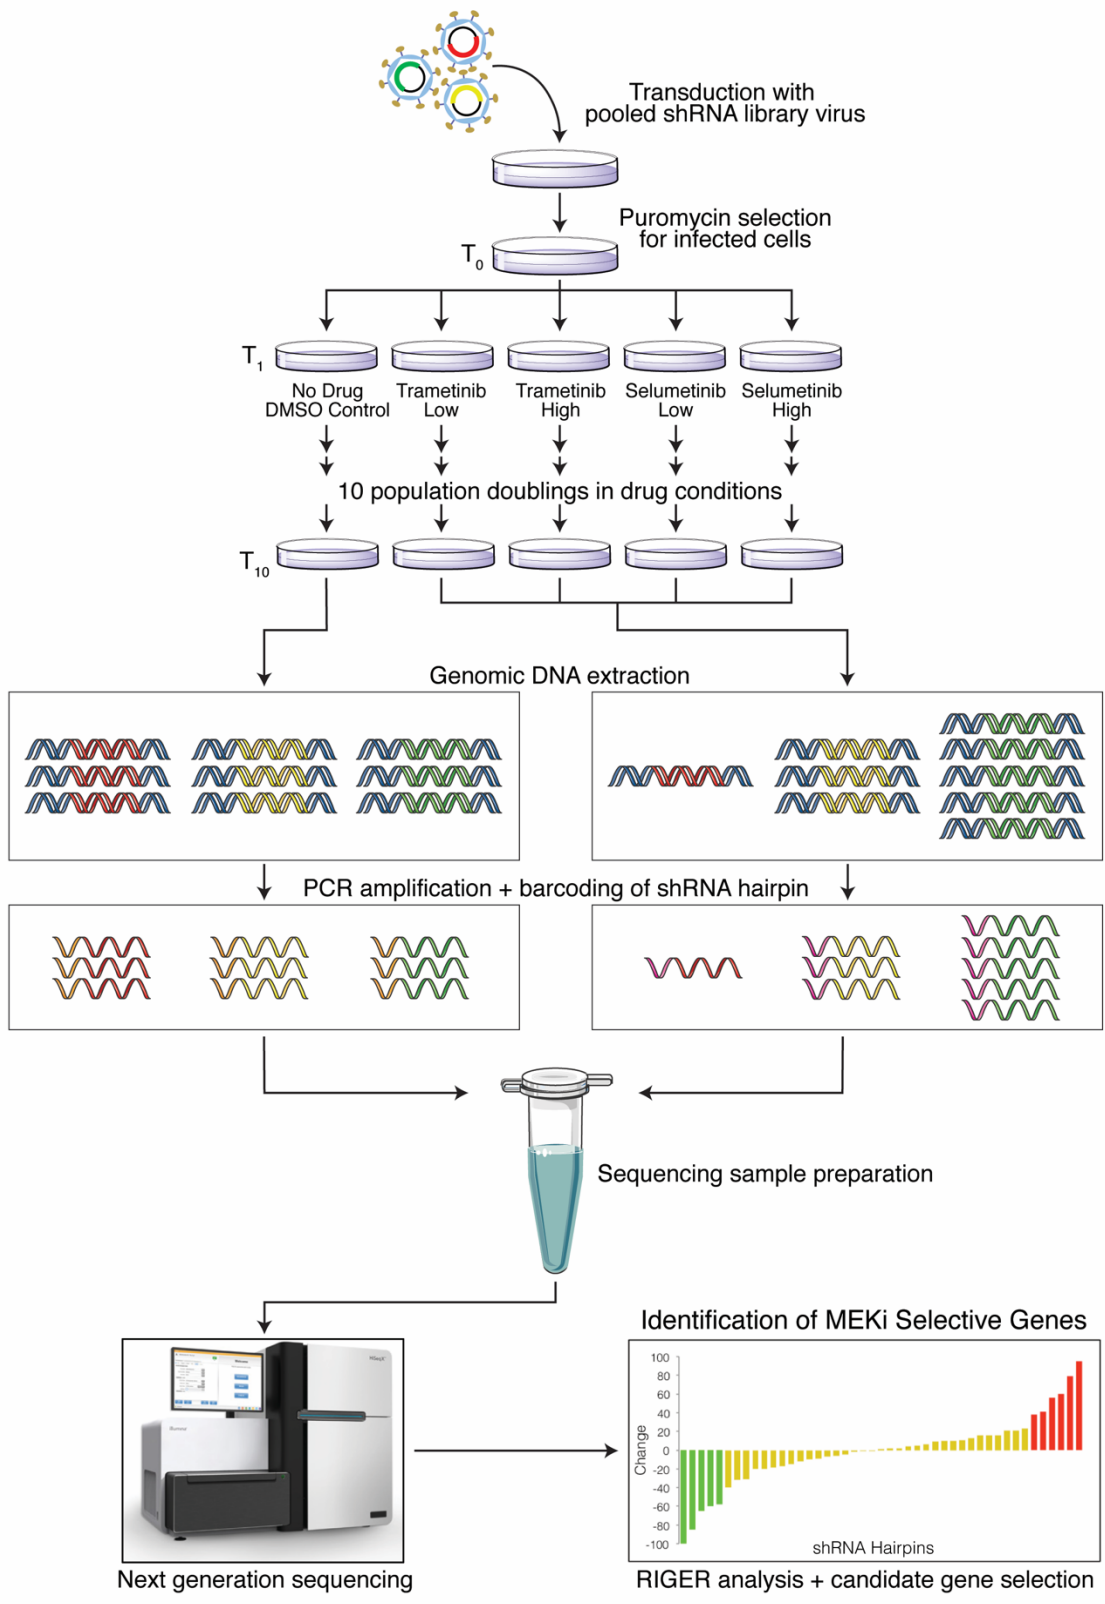 Transduction with
pooled shRNA library virus
Puromycin selection
for infected cells
T0
T1
No Drug
DMSO Control
Trametinib
Low
Trametinib
High
Selumetinib
Low
Selumetinib
High
10 population doublings in drug conditions
T10
Genomic DNA extraction
PCR amplification + barcoding of shRNA hairpin
Sequencing sample preparation
Next generation sequencing
Identification of MEKi Selective Genes
100
80
60
40
20
0
-20
-40
-60
-80
-100
Change
shRNA Hairpins
RIGER analysis + candidate gene selection